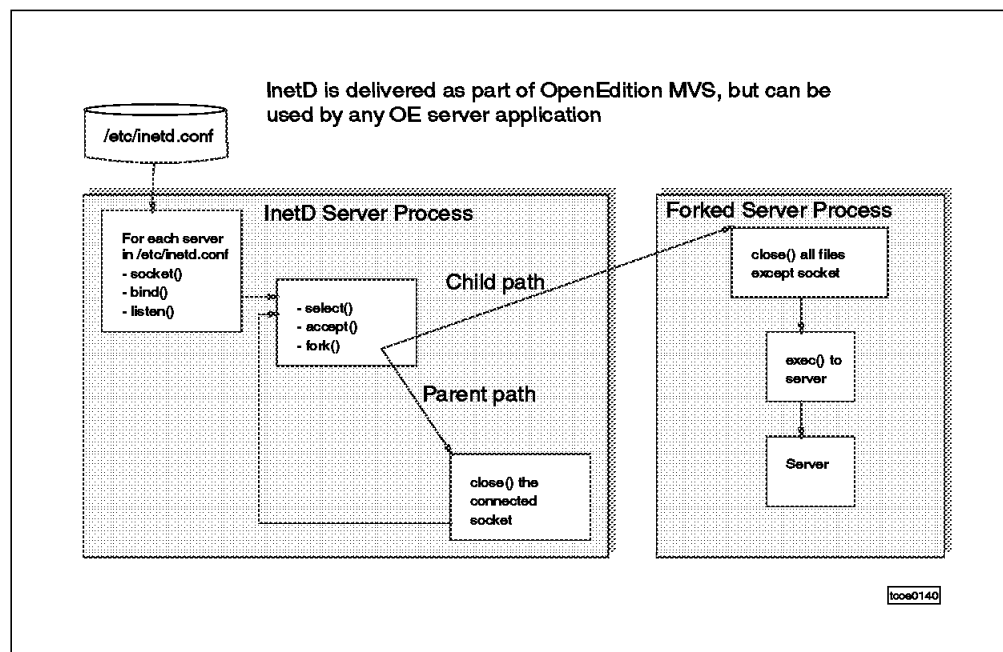 InetD is delivered as part of OpenEdition MVS, but can be
used by any OE server application
/etc/inetd.conf
InetD Server Process
For each server
in /etc/inetd.conf
- socket()
- bind()
- listen()
- select()
- accept()
- fork()
Child path
Parent path
close() the
connected
socket
Forked Server Process
close() all files
except socket
exec() to
server
Server
tcoe0140